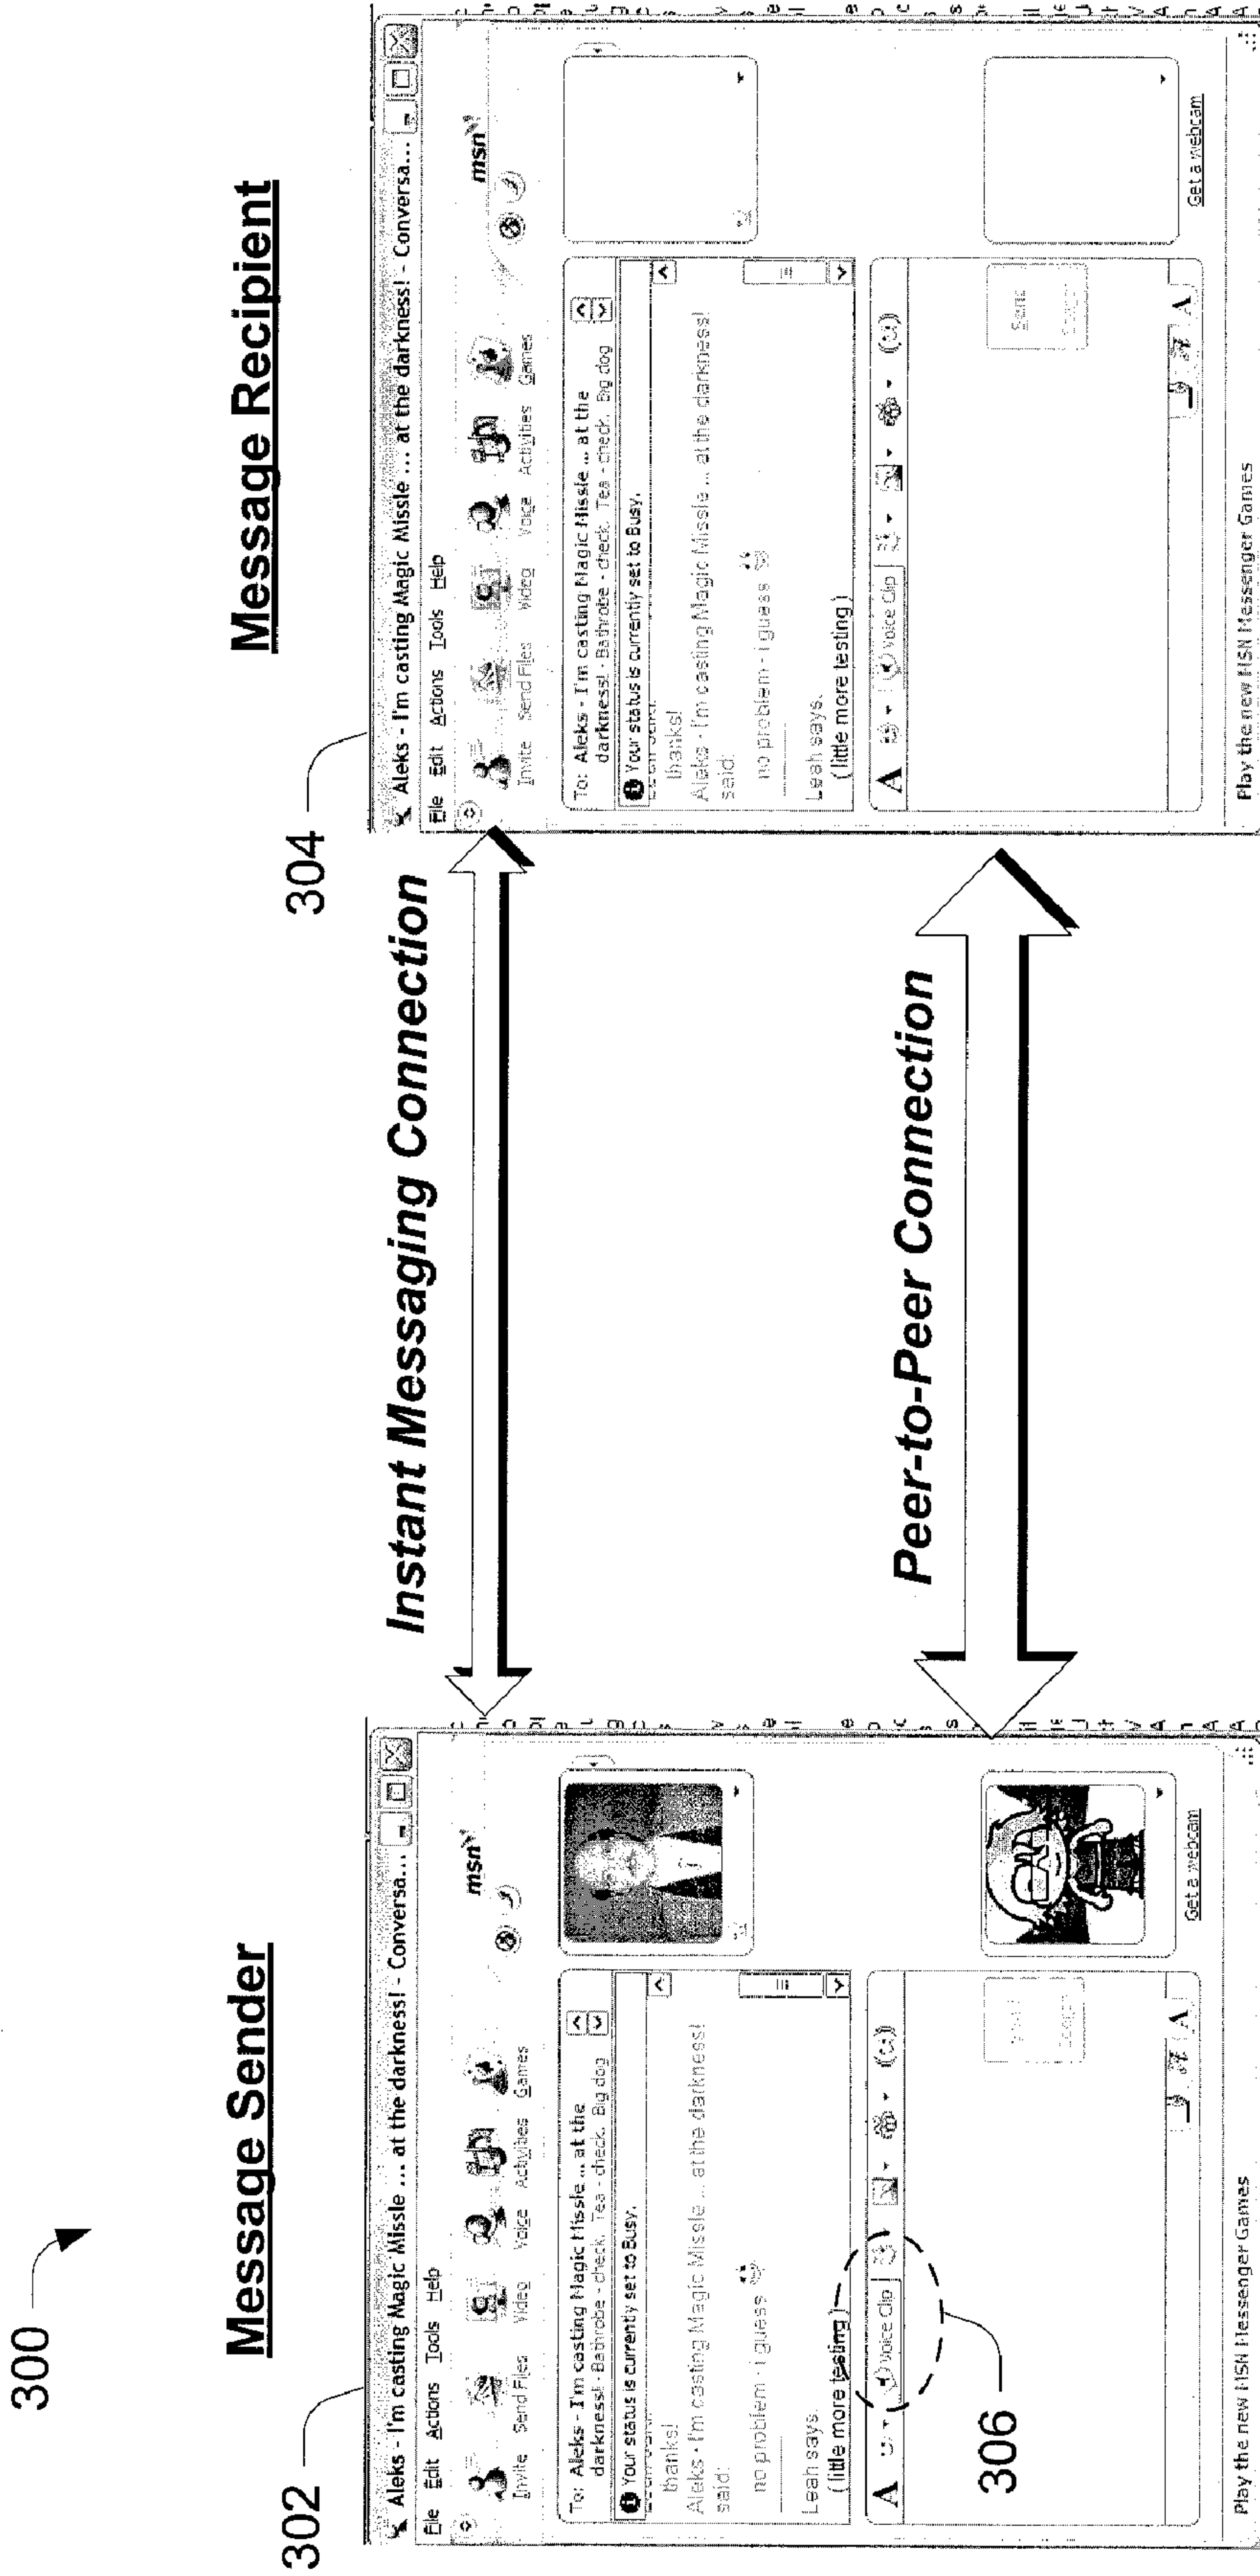 300
Message Sender
302
Aleks - I'm casting Magic Missle ... at the darkness! - Conversa...
File Edit Actions Tools Help
msn
Invite Send Files Video Voice Activities Games
To: Aleks - I'm casting Magic Missle ... at the
darkness! - Bathrobe - check. Tea - check. Big dog
Your status is currently set to Busy.
thanks!
Aleks - I'm casting Magic Missle ... at the darkness!
said:
no problem - i guess
Leah says.
( little more testing )
A Voice Clip
306
A
Get a webcam
Play the new MSN Messenger Games
Instant Messaging Connection
Peer-to-Peer Connection
Message Recipient
304
Aleks - I'm casting Magic Missle ... at the darkness! - Conversa...
File Edit Actions Tools Help
msn
Invite Send Files Video Voice Activities Games
To: Aleks - I'm casting Magic Missle ... at the
darkness! - Bathrobe - check. Tea - check. Big dog
Your status is currently set to Busy.
thanks!
Aleks - I'm casting Magic Missle ... at the darkness!
said:
no problem - i guess
Leah says.
( little more testing )
A Voice Clip
Send
A
Get a webcam
Play the new MSN Messenger Games